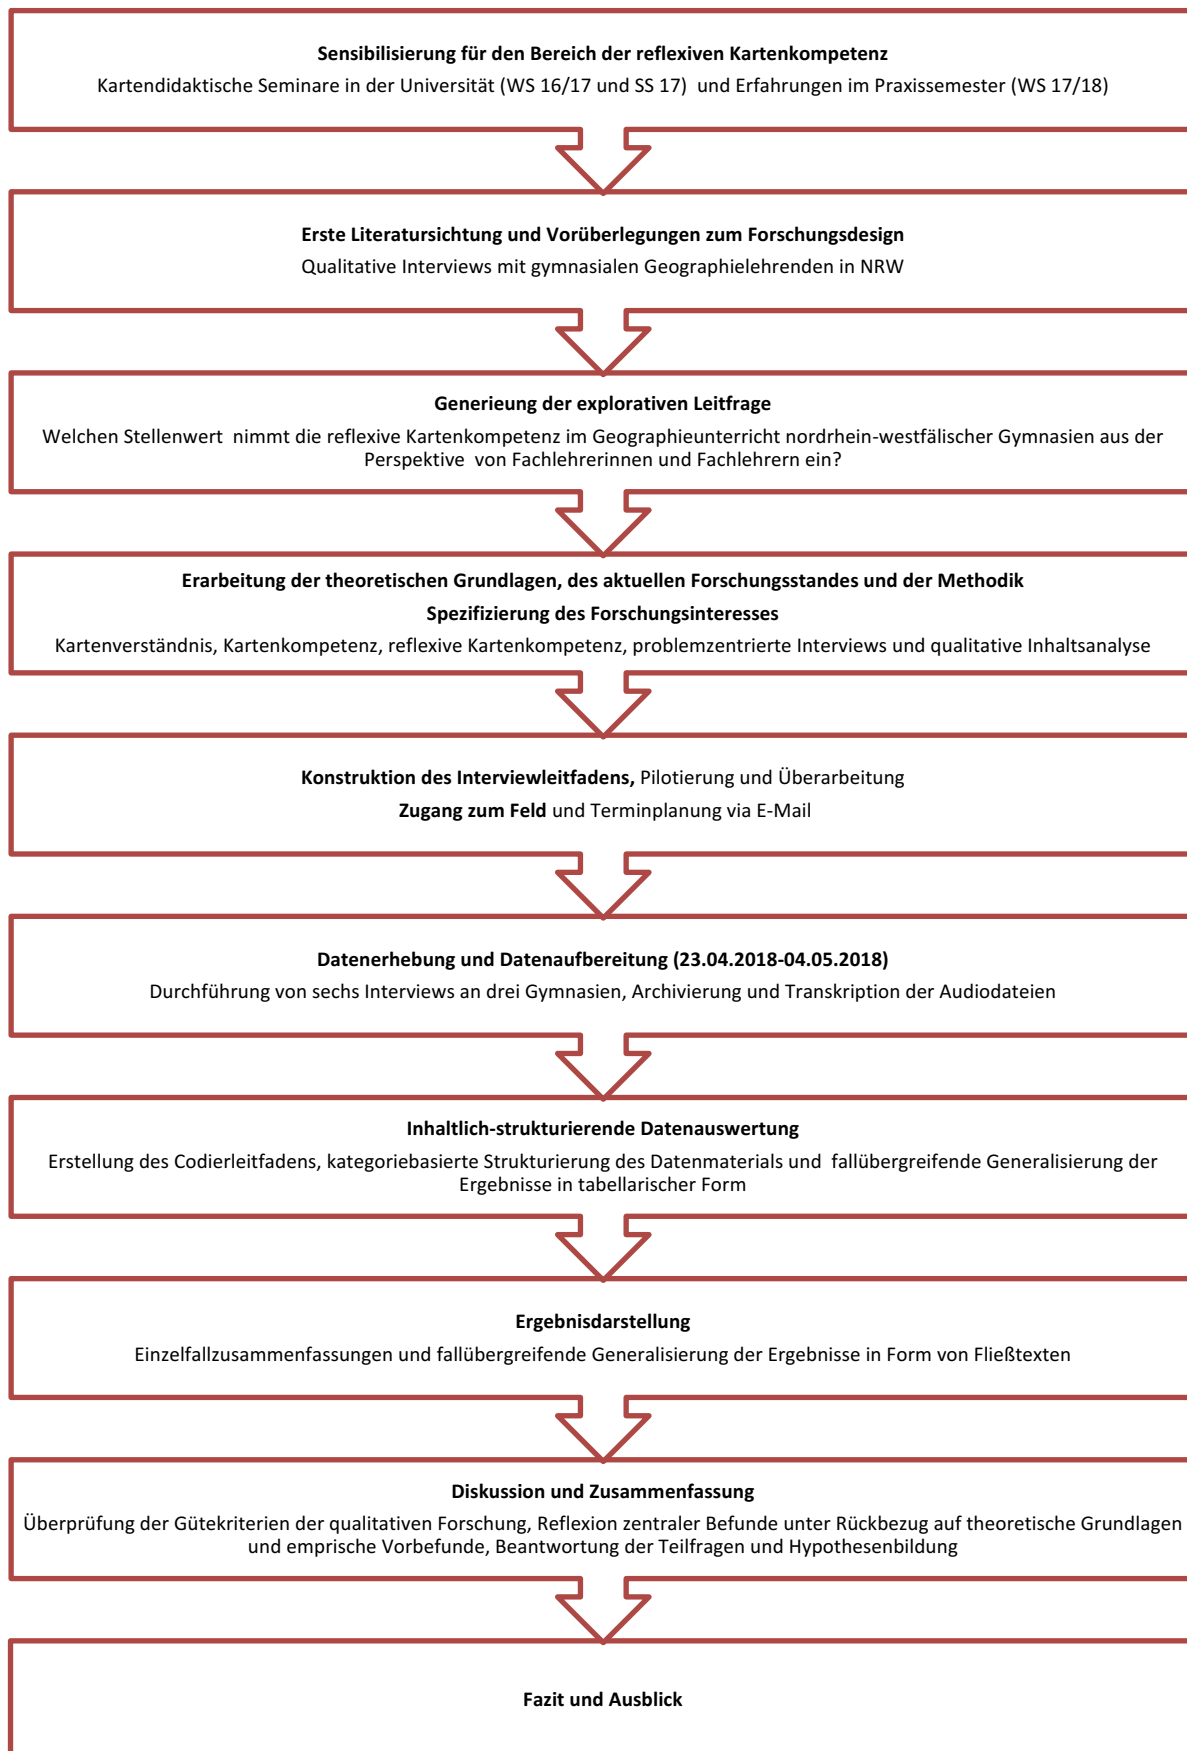 Sensibilisierung für den Bereich der reflexiven Kartenkompetenz
Kartendidaktische Seminare in der Universität (WS 16/17 und SS 17) und Erfahrungen im Praxissemester (WS 17/18)
Erste Literatursichtung und Vorüberlegungen zum Forschungsdesign
Qualitative Interviews mit gymnasialen Geographielehrenden in NRW
Generieung der explorativen Leitfrage
Welchen Stellenwert nimmt die reflexive Kartenkompetenz im Geographieunterricht nordrhein-westfälischer Gymnasien aus der
Perspektive von Fachlehrerinnen und Fachlehrern ein?
Erarbeitung der theoretischen Grundlagen, des aktuellen Forschungsstandes und der Methodik
Spezifizierung des Forschungsinteresses
Kartenverständnis, Kartenkompetenz, reflexive Kartenkompetenz, problemzentrierte Interviews und qualitative Inhaltsanalyse
Konstruktion des Interviewleitfadens, Pilotierung und Überarbeitung
Zugang zum Feld und Terminplanung via E-Mail
Datenerhebung und Datenaufbereitung (23.04.2018-04.05.2018)
Durchführung von sechs Interviews an drei Gymnasien, Archivierung und Transkription der Audiodateien
Inhaltlich-strukturierende Datenauswertung
Erstellung des Codierleitfadens, kategoriebasierte Strukturierung des Datenmaterials und fallübergreifende Generalisierung der
Ergebnisse in tabellarischer Form
Ergebnisdarstellung
Einzelfallzusammenfassungen und fallübergreifende Generalisierung der Ergebnisse in Form von Fließtexten
Diskussion und Zusammenfassung
Überprüfung der Gütekriterien der qualitativen Forschung, Reflexion zentraler Befunde unter Rückbezug auf theoretische Grundlagen
und emprische Vorbefunde, Beantwortung der Teilfragen und Hypothesenbildung
Fazit und Ausblick